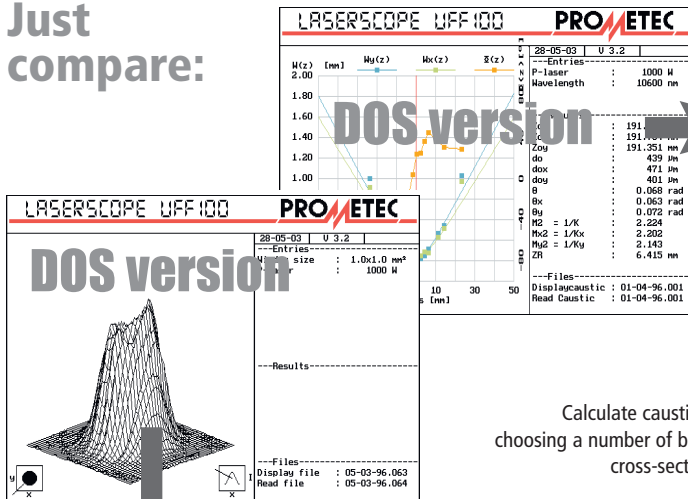 Just
compare:
LASERSCOPE UFF100 PROMETEC
28-05-03 V 3.2
W(z) [mm] Wy(z) Wx(z) Φ(z)
2.00
1.80
1.60
1.40
1.20
1.00
80
0
-40
-80
10 30 50
[mm]
DOS version
---Entries
P-laser : 1000 W
Wavelength : 10600 nm
Zoy : 191.351 mm
do : 439 µm
dox : 471 µm
doy : 401 µm
θ : 0.068 rad
θx : 0.063 rad
θy : 0.072 rad
M2 = 1/K : 2.224
Mx2 = 1/Kx : 2.202
My2 = 1/Ky : 2.143
ZR : 6.415 mm
---Files
Displaycaustic : 01-04-96.001
Read Caustic : 01-04-96.001
LASERSCOPE UFF100 PROMETEC
28-05-03 V 3.2
DOS version
---Entries
size : 1.0x1.0 mm²
: 1000 W
---Results
---Files
Display file : 05-03-96.063
Read file : 05-03-96.064
y
x
I
x
Calculate
choosing a number of